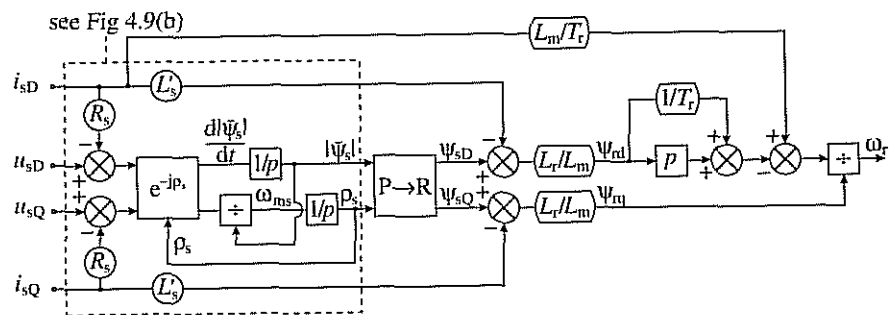 see Fig 4.9(b)
L_m/T_r
i_sD
L'_s
R_s
1/T_r
d|ψ̄_s|
dt
1/p
|ψ̄_s|
ψ_sD
L_r/L_m
ψ_rd
p
ω_r
u_sD
e^-jρ_s
P→R
÷
u_sQ
÷
ω_ms
1/p
ρ_s
ψ_sQ
L_r/L_m
ψ_rq
ρ_s
R_s
i_sQ
L'_s